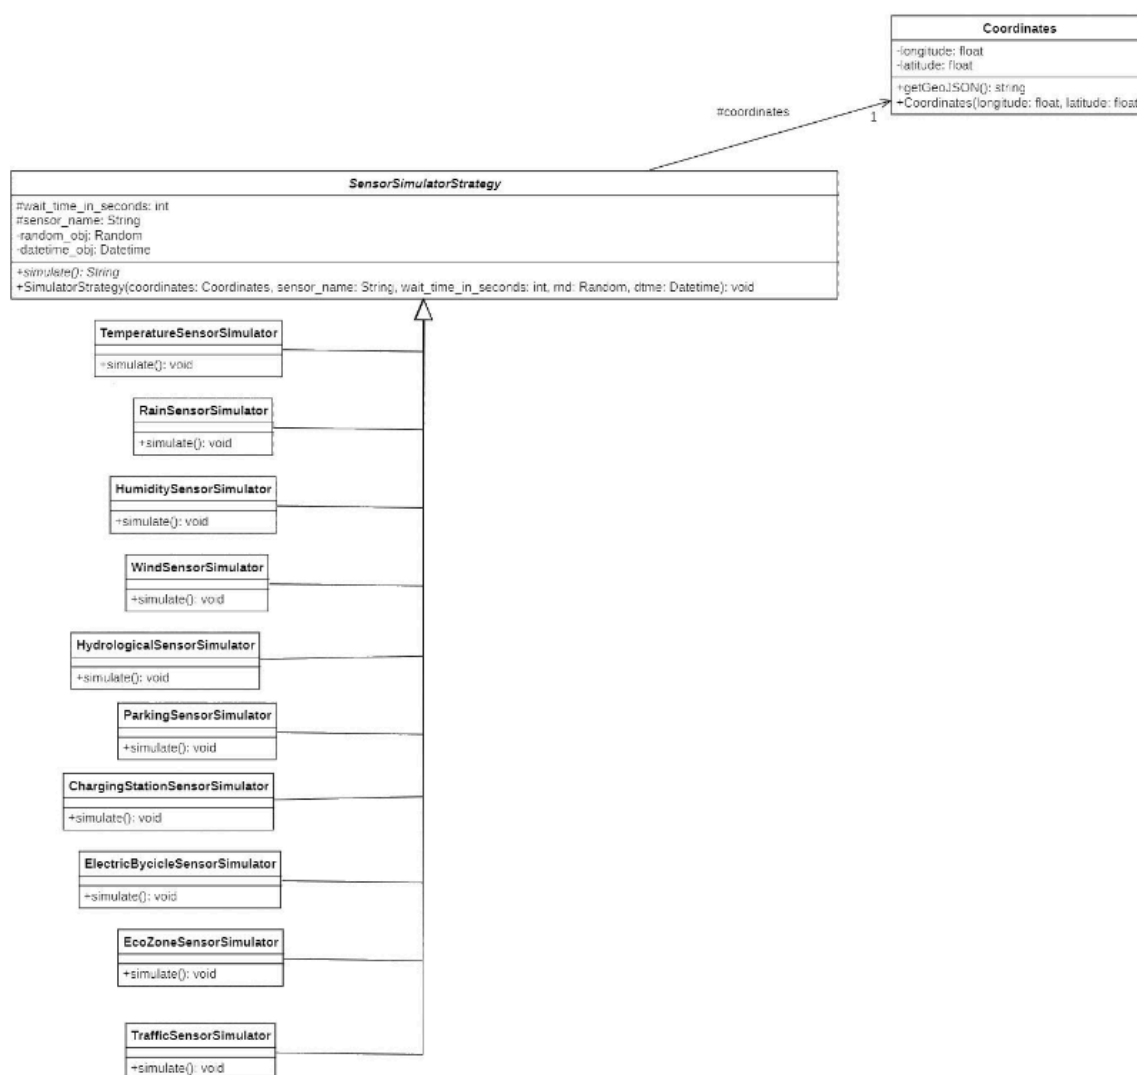 Coordinates
-longitude: float
-latitude: float
+getGeoJSON(): string
+Coordinates(longitude: float, latitude: float
#coordinates
1
SensorSimulatorStrategy
#wait_time_in_seconds: int
#sensor_name: String
-random_obj: Random
-datetime_obj: Datetime
+simulate(): String
+SimulatorStrategy(coordinates: Coordinates, sensor_name: String, wait_time_in_seconds: int, rnd: Random, dtme: Datetime): void
TemperatureSensorSimulator
+simulate(): void
RainSensorSimulator
+simulate(): void
HumiditySensorSimulator
+simulate(): void
WindSensorSimulator
+simulate(): void
HydrologicalSensorSimulator
+simulate(): void
ParkingSensorSimulator
+simulate(): void
ChargingStationSensorSimulator
+simulate(): void
ElectricBycicleSensorSimulator
+simulate(): void
EcoZoneSensorSimulator
+simulate(): void
TrafficSensorSimulator
+simulate(): void